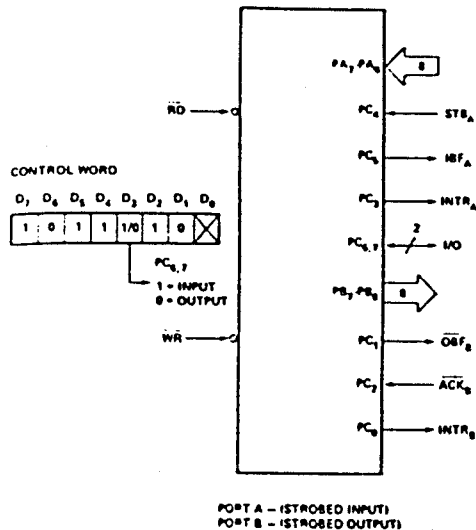 PA7-PA0
8
RD
PC4
STBA
CONTROL WORD
PC5
IBFA
D7 D6 D5 D4 D3 D2 D1 D0
PC3
INTRA
1 0 1 1 1/0 1 0
PC6,7
2
I/O
PC6,7
1 = INPUT
0 = OUTPUT
PB7-PB0
8
WR
PC1
OBFB
PC2
ACKB
PC0
INTRB
PORT A – (STROBED INPUT)
PORT B – (STROBED OUTPUT)